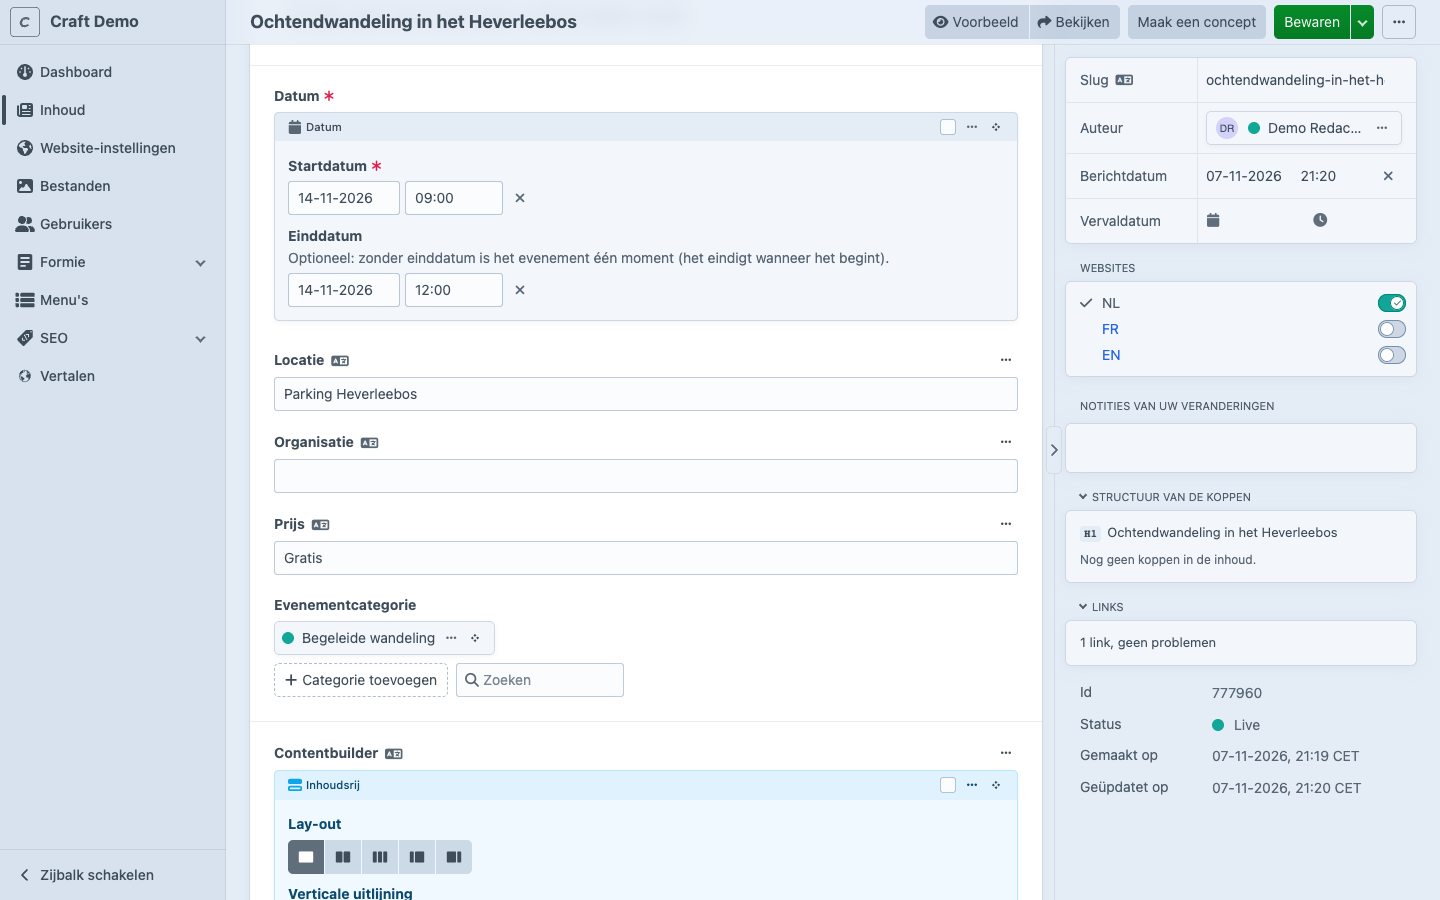 C Craft Demo
Ochtendwandeling in het Heverleebos
Voorbeeld
Bekijken
Maak een concept
Bewaren
Dashboard
Inhoud
Website-instellingen
Bestanden
Gebruikers
Formie
Menu's
SEO
Vertalen
Zijbalk schakelen
Datum *
Datum
Startdatum *
14-11-2026 09:00
Einddatum
Optioneel: zonder einddatum is het evenement één moment (het eindigt wanneer het begint).
14-11-2026 12:00
Locatie
Parking Heverleebos
Organisatie
Prijs
Gratis
Evenementcategorie
Begeleide wandeling
Categorie toevoegen
Zoeken
Contentbuilder
Inhoudsrij
Lay-out
Verticale uitlijning
Slug ochtendwandeling-in-het-h
Auteur DR Demo Redac...
Berichtdatum 07-11-2026 21:20
Vervaldatum
WEBSITES
NL
FR
EN
NOTITIES VAN UW VERANDERINGEN
STRUCTUUR VAN DE KOPPEN
H1 Ochtendwandeling in het Heverleebos
Nog geen koppen in de inhoud.
LINKS
1 link, geen problemen
Id 777960
Status Live
Gemaakt op 07-11-2026, 21:19 CET
Geüpdatet op 07-11-2026, 21:20 CET